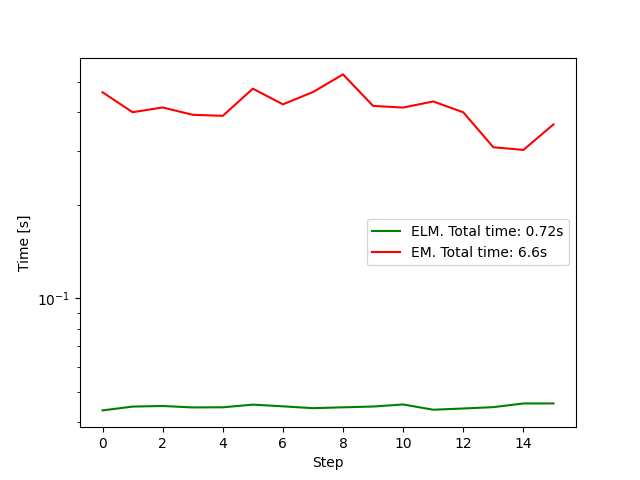 Time [s]
10⁻¹
ELM. Total time: 0.72s
EM. Total time: 6.6s
0 2 4 6 8 10 12 14
Step